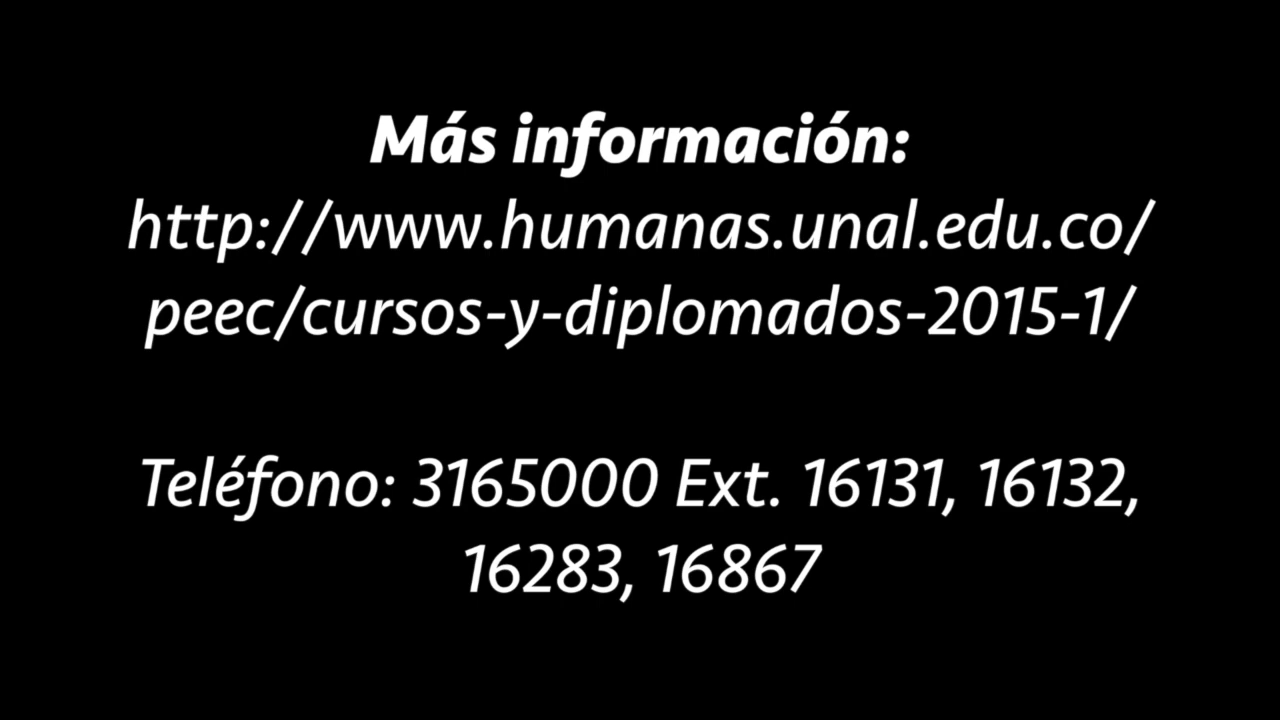 Más información:
http://www.humanas.unal.edu.co/
peec/cursos-y-diplomados-2015-1/
Teléfono: 3165000 Ext. 16131, 16132,
16283, 16867